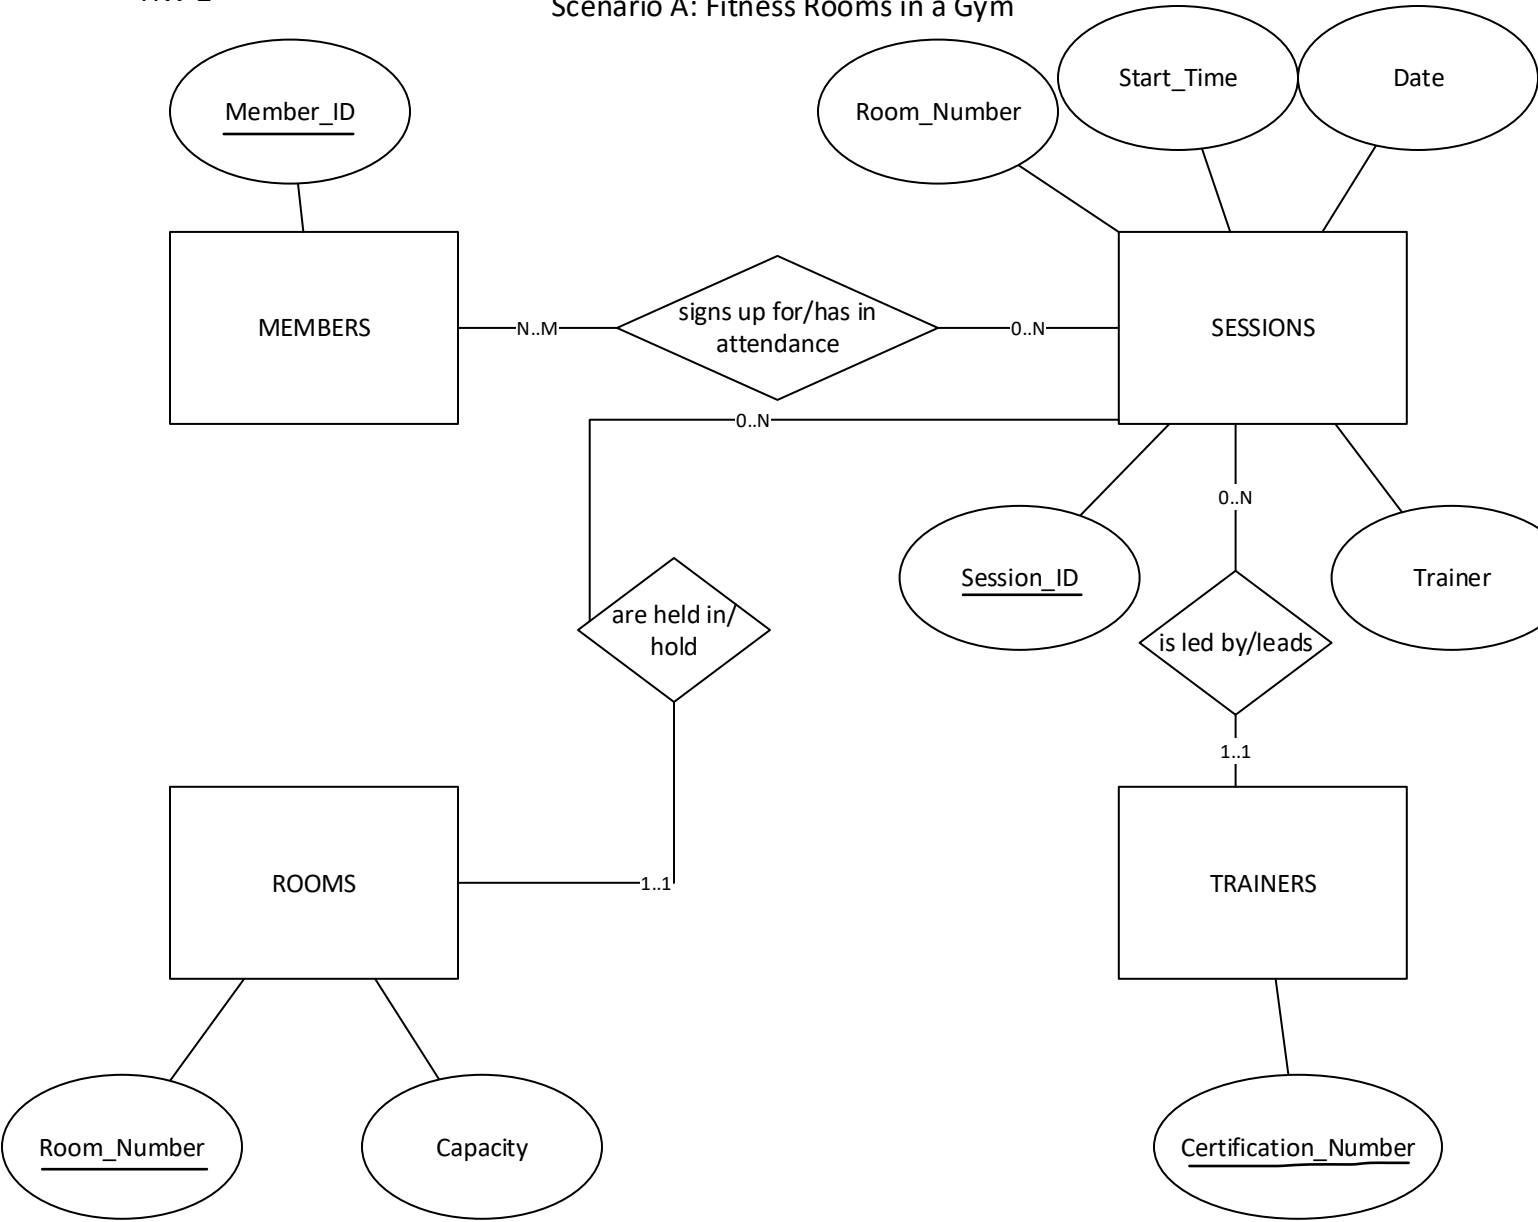 Scenario A: Fitness Rooms in a Gym
Member_ID
Room_Number
Start_Time
Date
MEMBERS
N..M
signs up for/has in
attendance
0..N
SESSIONS
0..N
0..N
Session_ID
Trainer
are held in/
hold
is led by/leads
1..1
ROOMS
1..1
TRAINERS
Room_Number
Capacity
Certification_Number